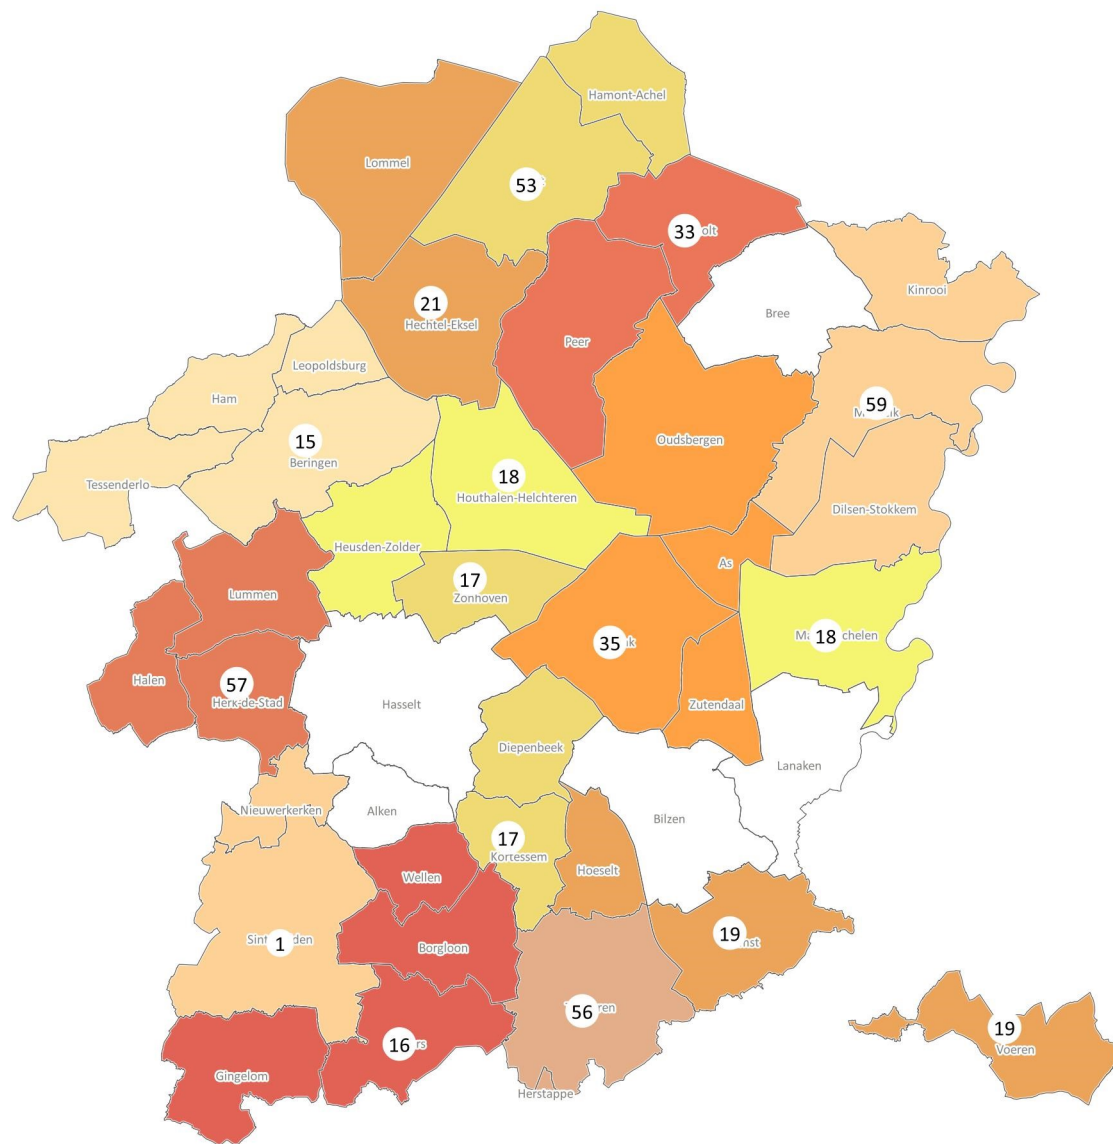 Hamont-Achel
Lommel
53
33
olt
Kinrooi
21
Hechtel-Eksel
Bree
Peer
Leopoldsburg
Ham
59
15
Beringen
Oudsbergen
Tessenderlo
18
Houthalen-Helchteren
Dilsen-Stokkem
Heusden-Zolder
As
17
Zonhoven
Lummen
35
18
Halen
57
Herk-de-Stad
Hasselt
Zutendaal
Diepenbeek
Lanaken
Nieuwerkerken
Alken
Bilzen
17
Kortessem
Wellen
Hoeselt
1
Borgloon
19
56
16
19
Voeren
Gingelom
Herstappe